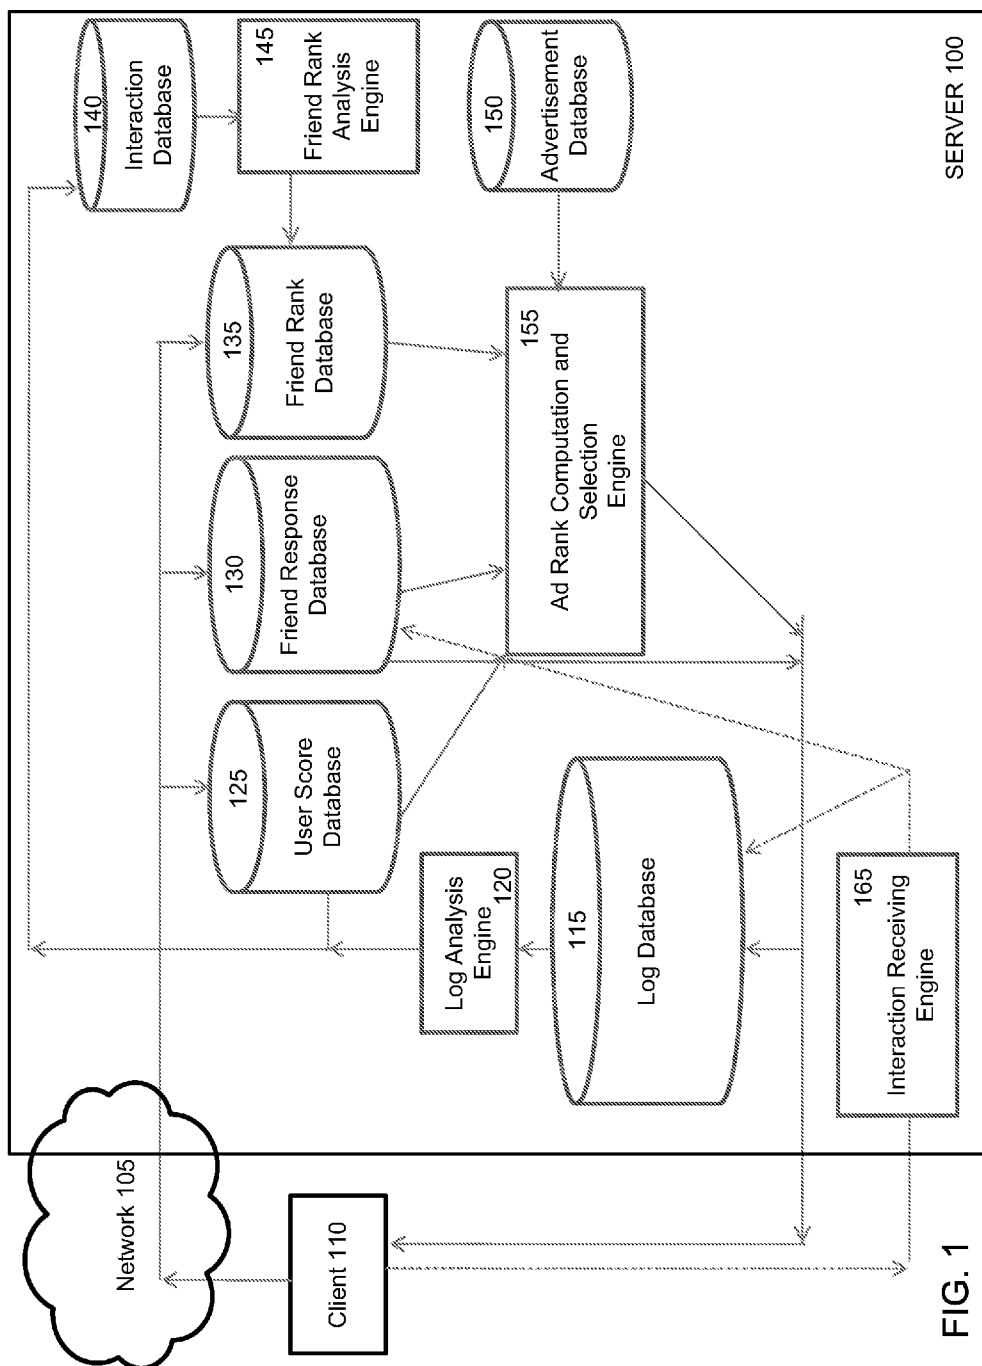 Network 105
Client 110
FIG. 1
SERVER 100
140
Interaction
Database
145
Friend Rank
Analysis
Engine
150
Advertisement
Database
135
Friend Rank
Database
130
Friend Response
Database
125
User Score
Database
155
Ad Rank Computation and
Selection
Engine
Log Analysis
Engine
120
115
Log Database
165
Interaction Receiving
Engine